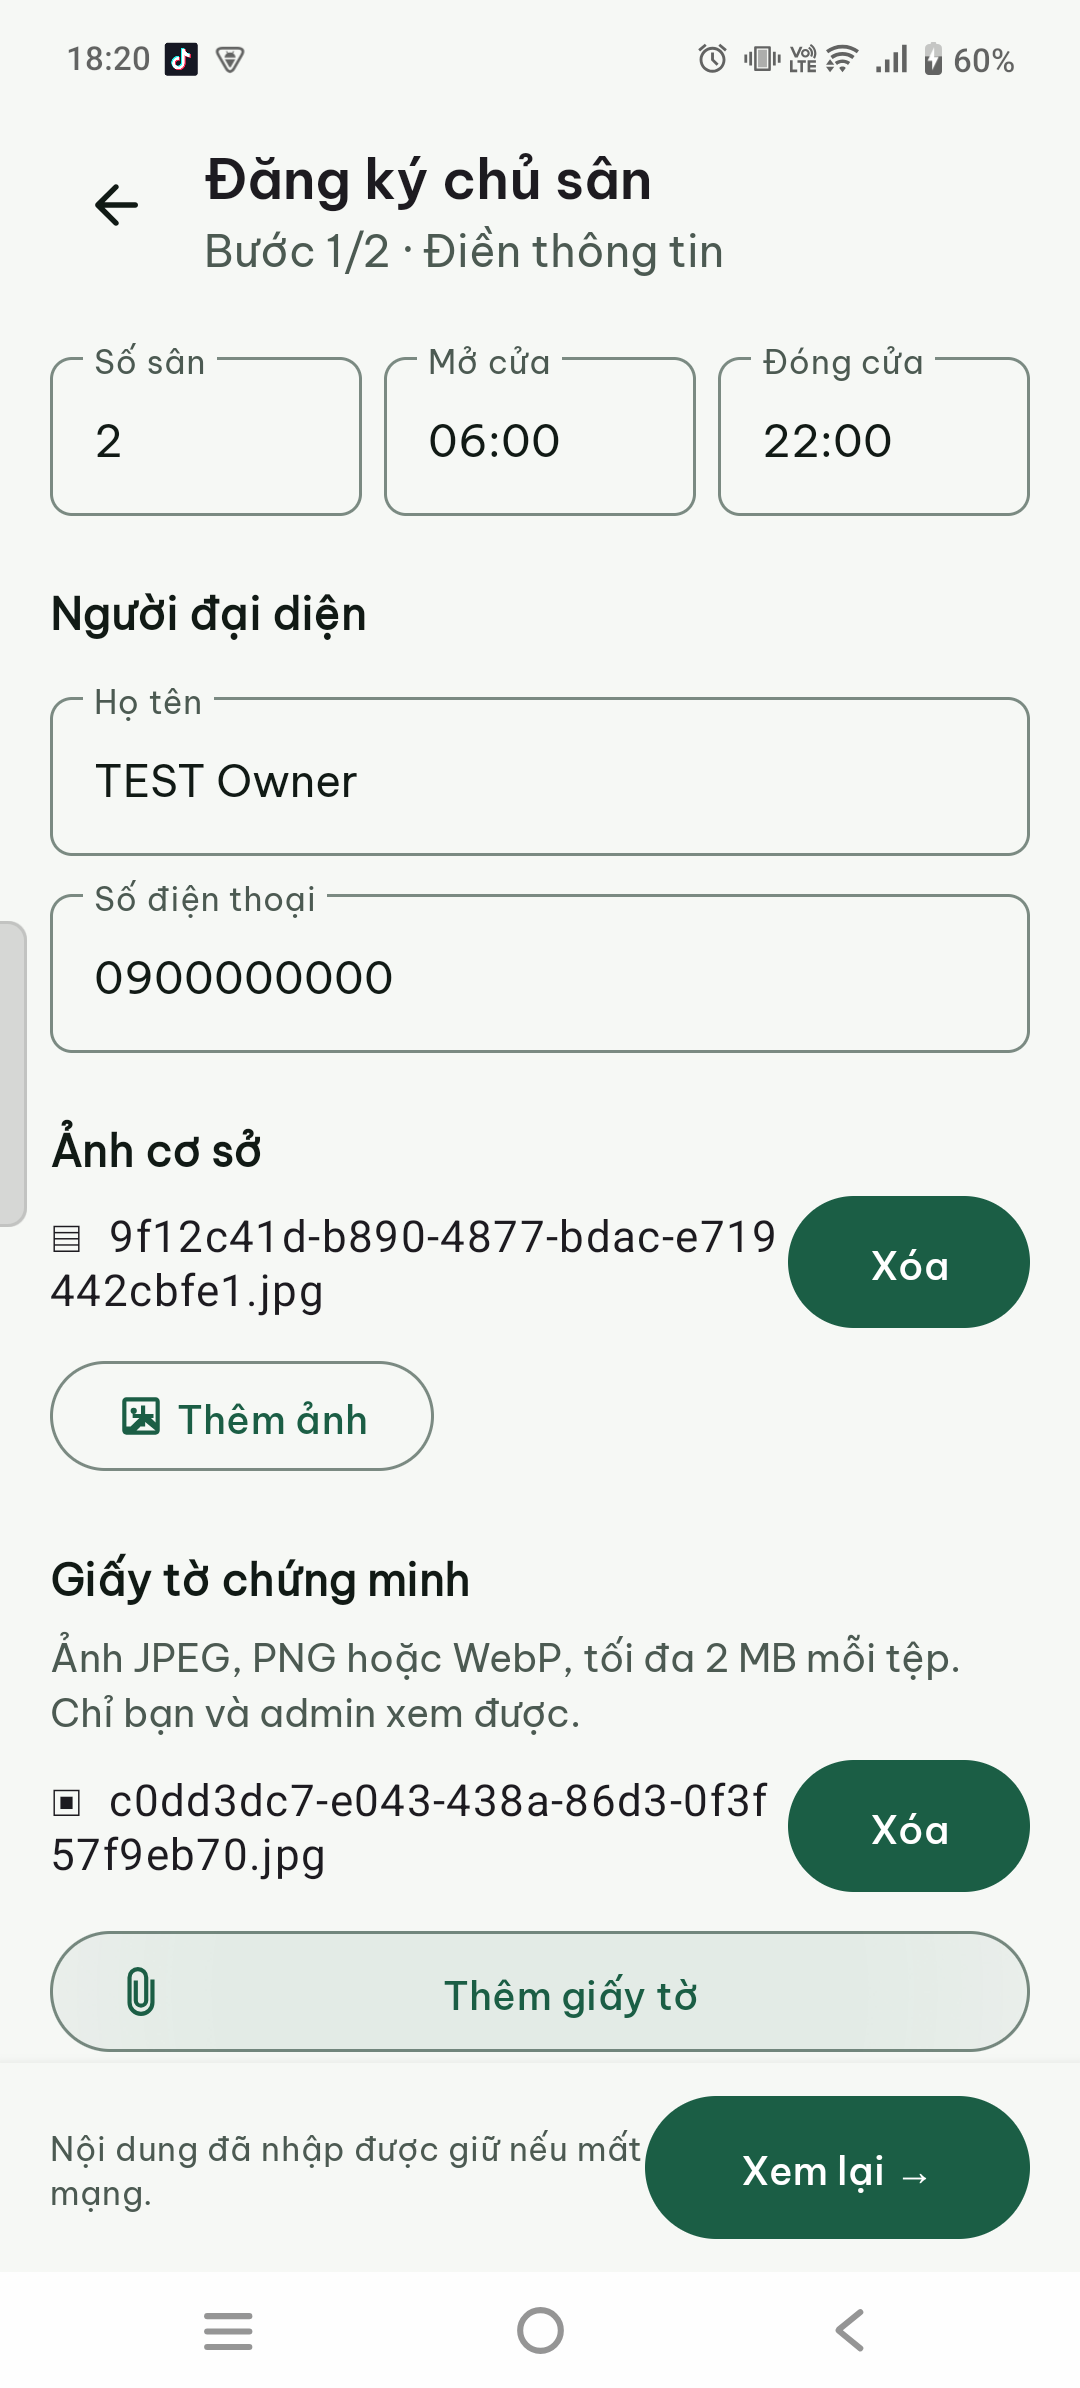 18:20
VoLTE 60%
Đăng ký chủ sân
Bước 1/2 · Điền thông tin
Số sân
Mở cửa
Đóng cửa
2
06:00
22:00
Người đại diện
Họ tên
TEST Owner
Số điện thoại
0900000000
Ảnh cơ sở
▤ 9f12c41d-b890-4877-bdac-e719
442cbfe1.jpg
Xóa
Thêm ảnh
Giấy tờ chứng minh
Ảnh JPEG, PNG hoặc WebP, tối đa 2 MB mỗi tệp.
Chỉ bạn và admin xem được.
▣ c0dd3dc7-e043-438a-86d3-0f3f
57f9eb70.jpg
Xóa
Thêm giấy tờ
Nội dung đã nhập được giữ nếu mất
mạng.
Xem lại →